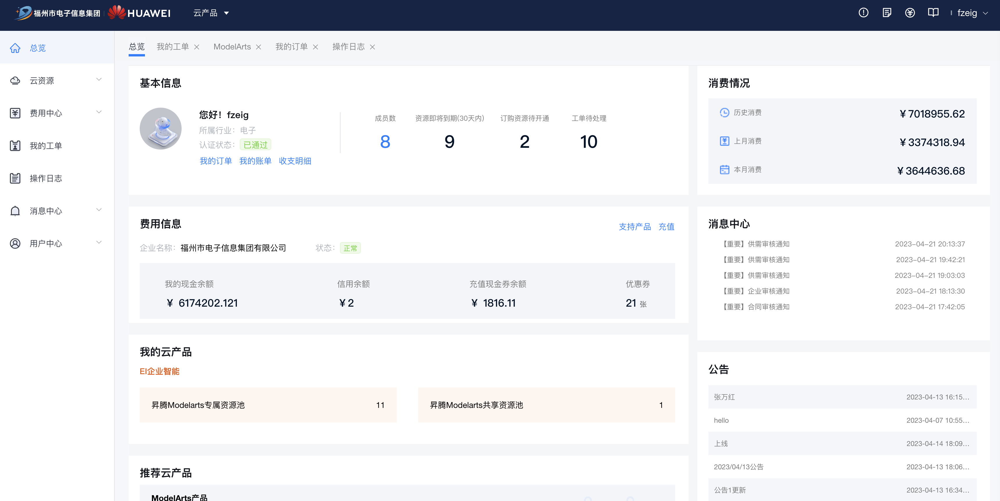 福州市电子信息集团 HUAWEI 云产品 fzeig
总览
云资源
费用中心
我的工单
操作日志
消息中心
用户中心
总览 我的工单 ModelArts 我的订单 操作日志
基本信息
您好！fzeig
所属行业： 电子
认证状态： 已通过
我的订单 我的账单 收支明细
成员数 资源即将到期(30天内) 订购资源待开通 工单待处理
8 9 2 10
消费情况
历史消费 ¥ 7018955.62
上月消费 ¥ 3374318.94
本月消费 ¥ 3644636.68
费用信息
支持产品 充值
企业名称： 福州市电子信息集团有限公司 状态： 正常
我的现金余额 信用余额 充值现金券余额 优惠券
¥ 6174202.121 ¥ 2 ¥ 1816.11 21 张
消息中心
【重要】供需审核通知 2023-04-21 20:13:37
【重要】供需审核通知 2023-04-21 19:42:21
【重要】供需审核通知 2023-04-21 19:03:03
【重要】企业审核通知 2023-04-21 18:13:30
【重要】合同审核通知 2023-04-21 17:42:05
我的云产品
EI企业智能
昇腾Modelarts专属资源池 11
昇腾Modelarts共享资源池 1
公告
张万红 2023-04-13 16:15...
hello 2023-04-07 10:55...
上线 2023-04-14 18:09...
2023/04/13公告 2023-04-13 18:06...
公告1更新 2023-04-13 16:34...
推荐云产品
ModelArts产品